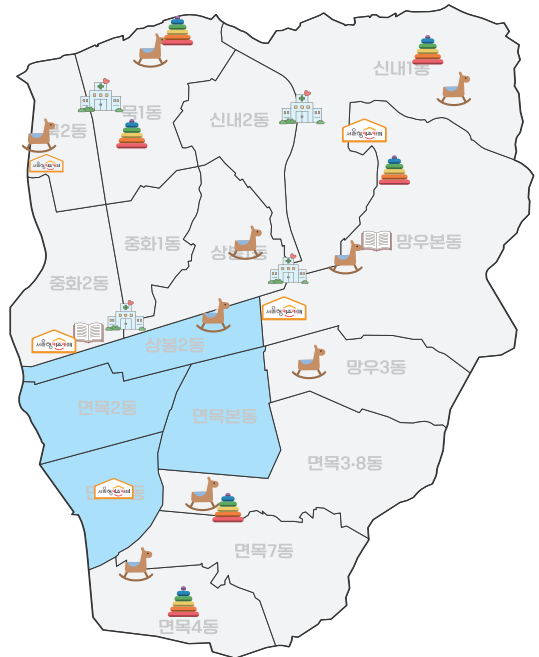 신내1동
묵1동
신내2동
묵2동
중화1동
상봉1동
망우본동
중화2동
상봉2동
망우3동
면목2동
면목본동
면목3·8동
면목7동
면목4동